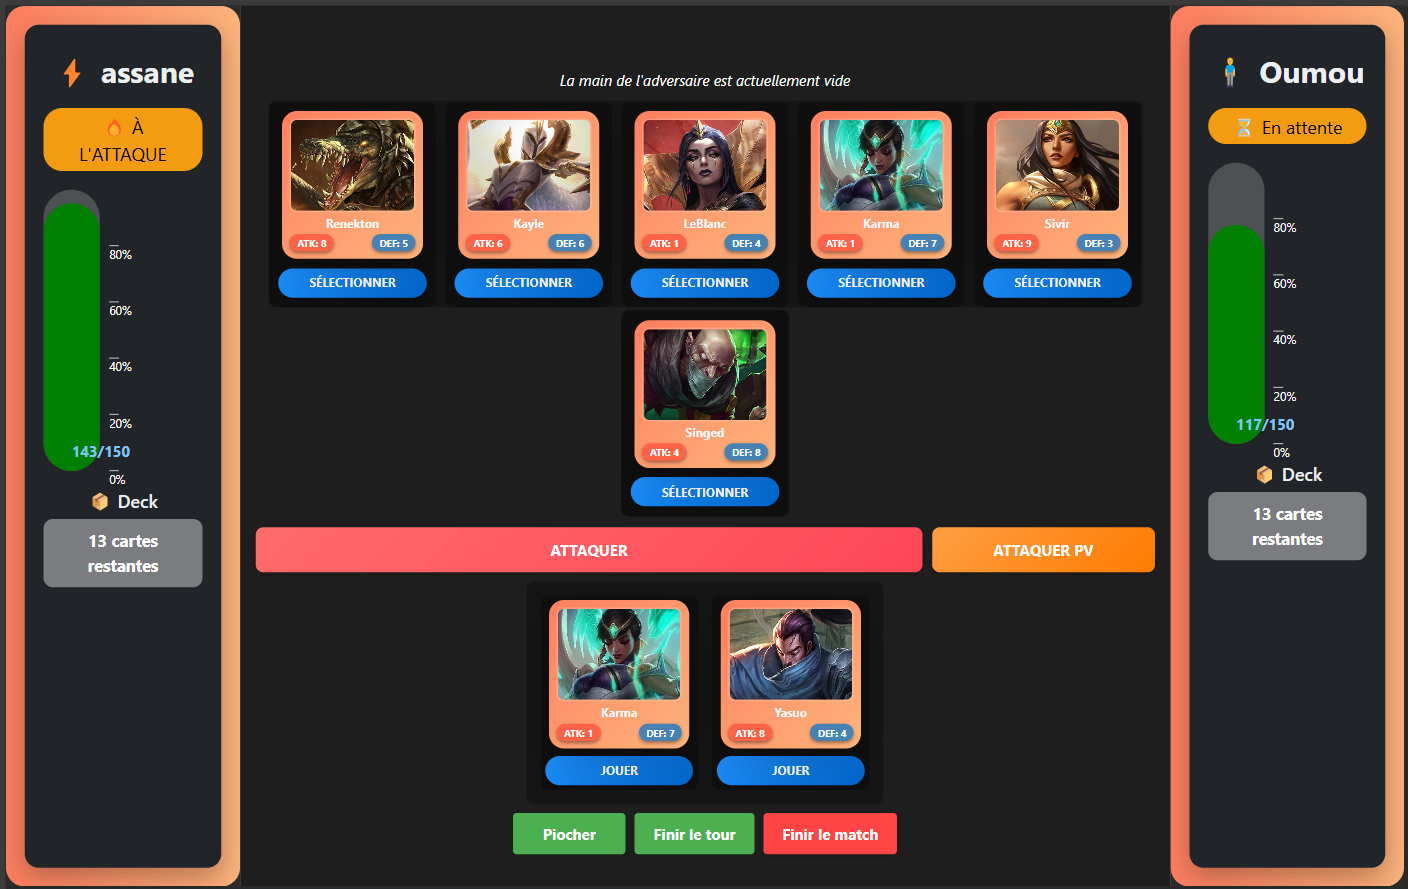 assane
🔥 À
L'ATTAQUE
80%
60%
40%
20%
143/150
0%
📦 Deck
13 cartes
restantes
La main de l'adversaire est actuellement vide
Renekton
ATK: 8 DEF: 5
SÉLECTIONNER
Kayle
ATK: 6 DEF: 6
SÉLECTIONNER
LeBlanc
ATK: 1 DEF: 4
SÉLECTIONNER
Karma
ATK: 1 DEF: 7
SÉLECTIONNER
Sivir
ATK: 9 DEF: 3
SÉLECTIONNER
Singed
ATK: 4 DEF: 8
SÉLECTIONNER
ATTAQUER
ATTAQUER PV
Karma
ATK: 1 DEF: 7
JOUER
Yasuo
ATK: 8 DEF: 4
JOUER
Piocher
Finir le tour
Finir le match
Oumou
⏳ En attente
80%
60%
40%
20%
117/150
0%
📦 Deck
13 cartes
restantes